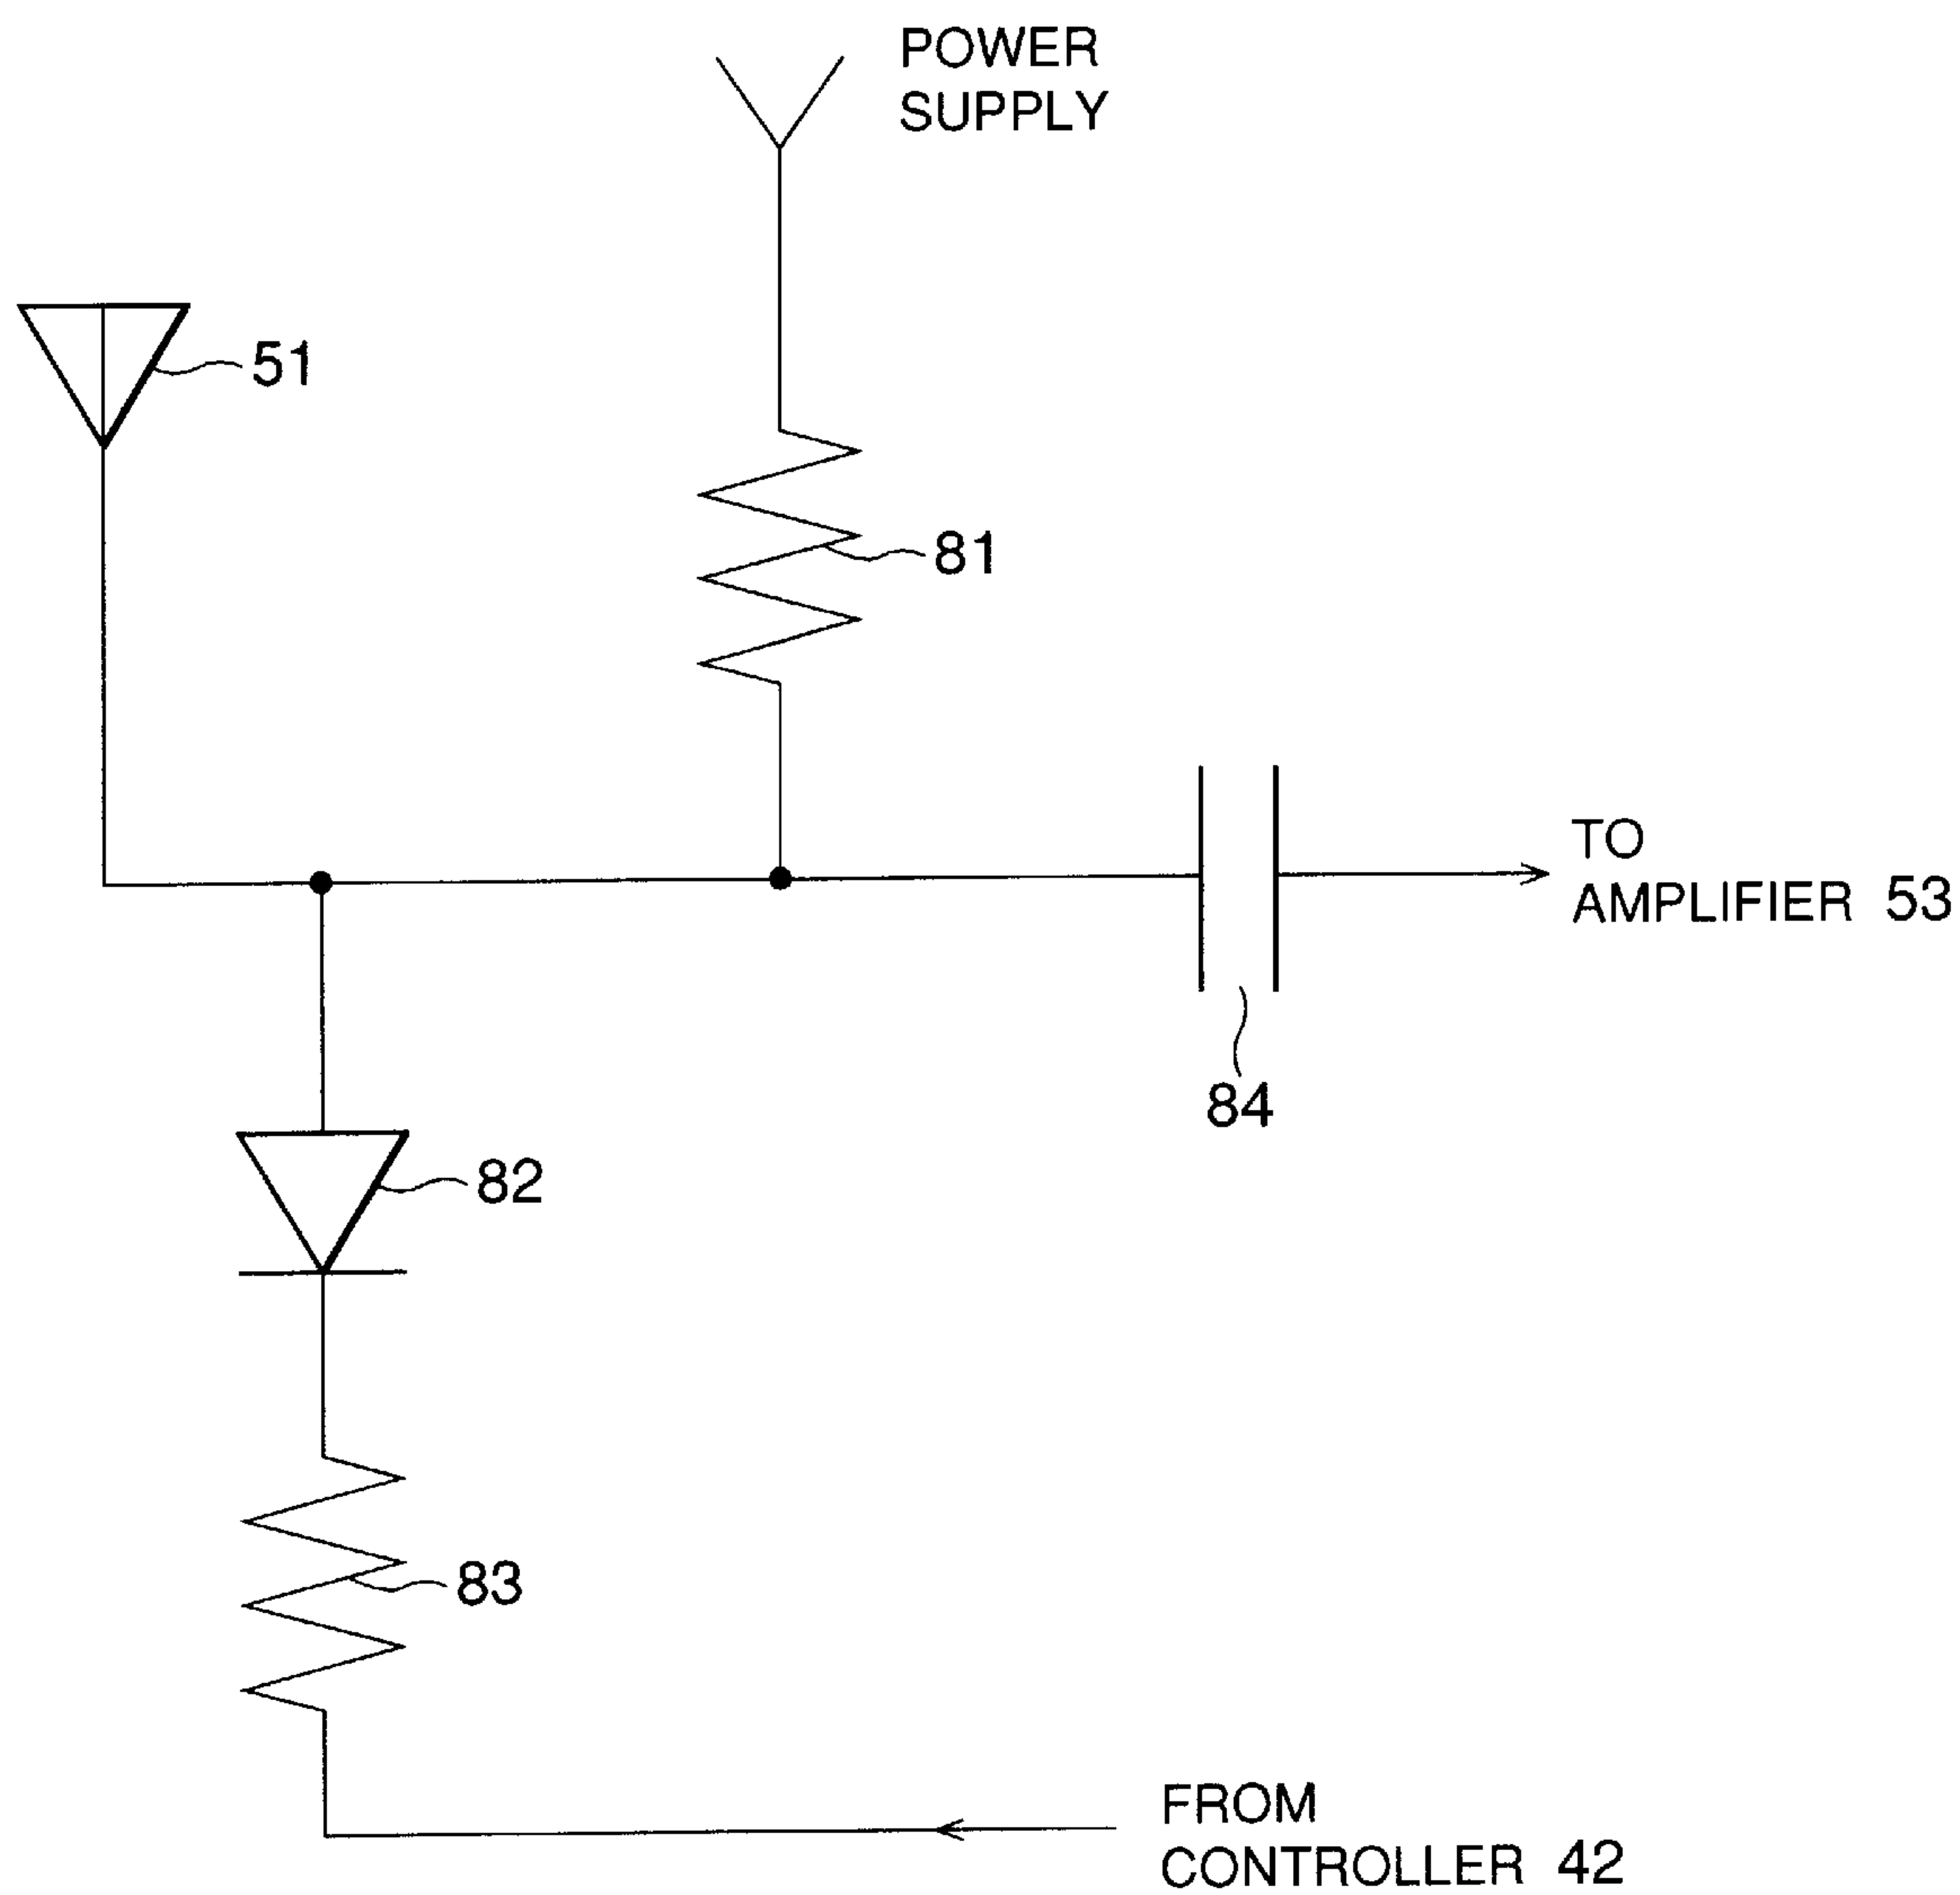 POWER
SUPPLY
51
81
TO
AMPLIFIER 53
84
82
83
FROM
CONTROLLER 42